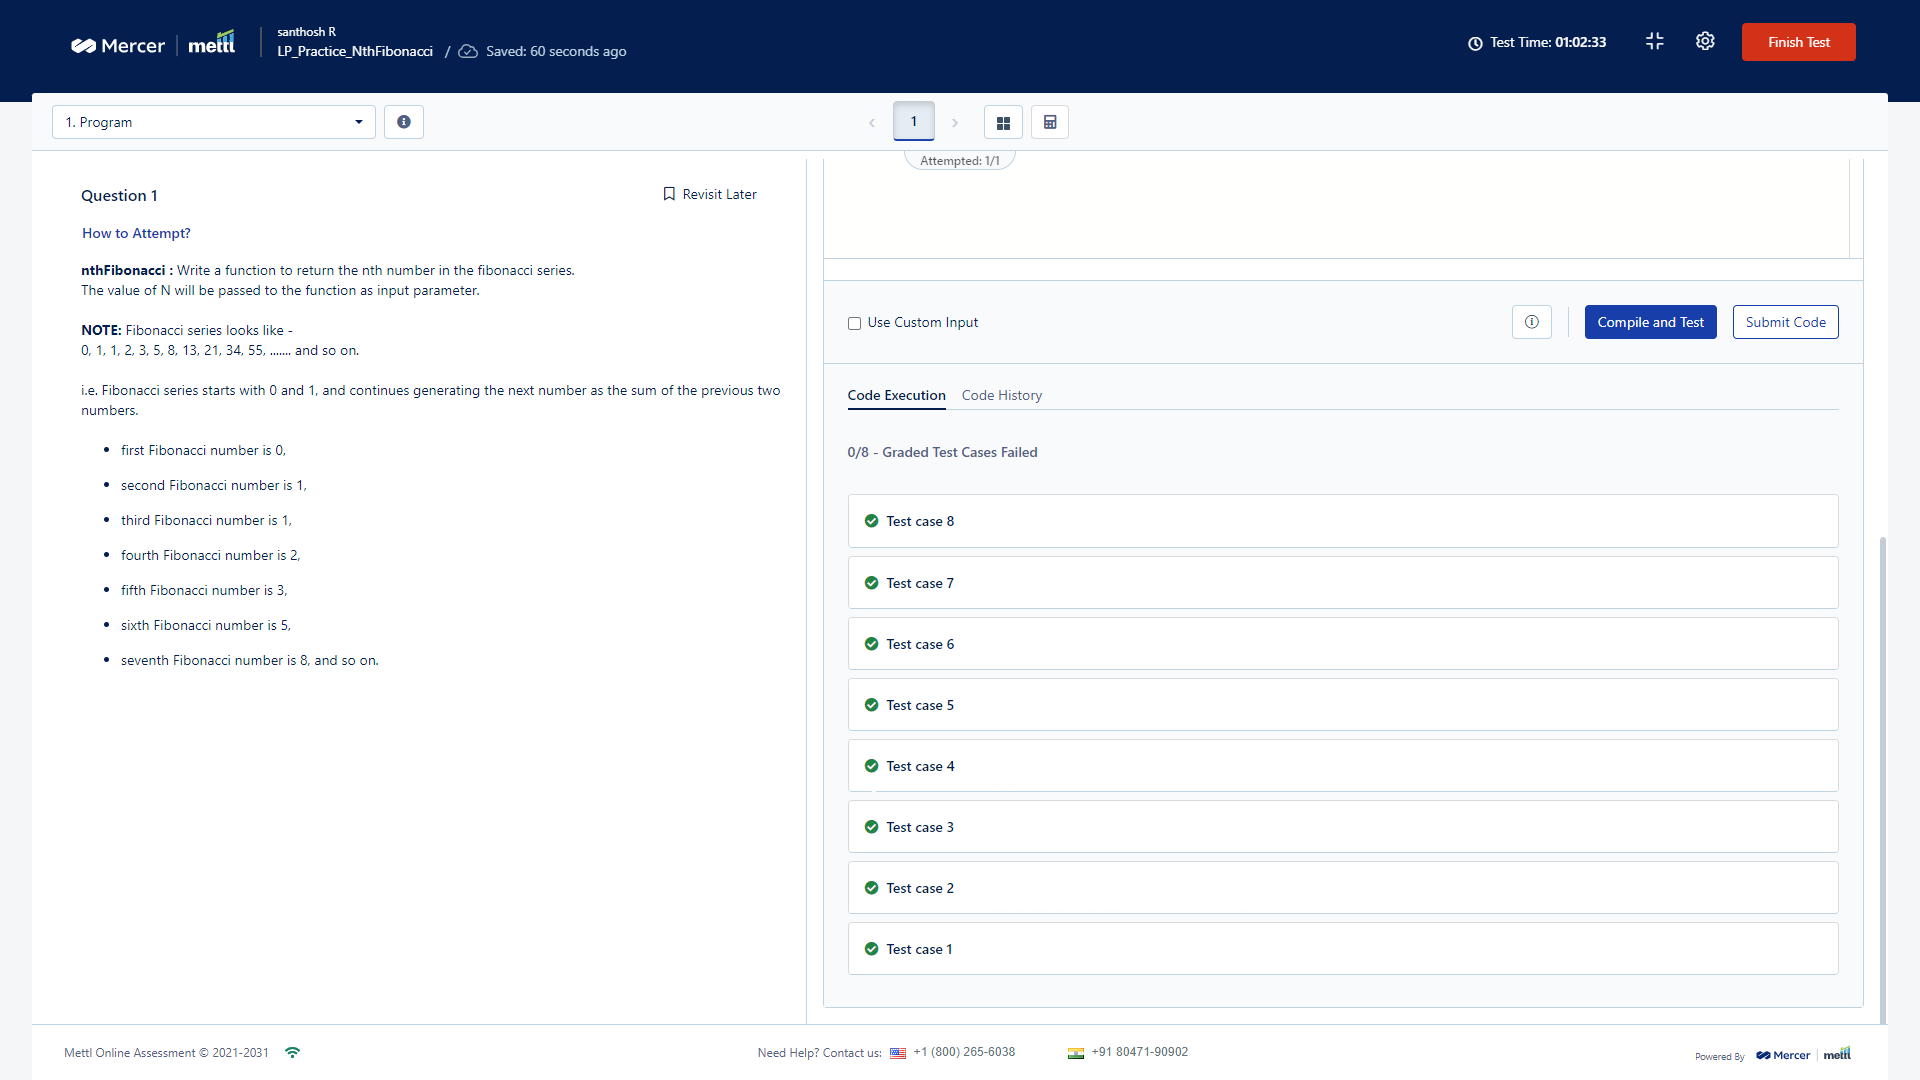 Mercer mettl
santhosh R
LP_Practice_NthFibonacci / Saved: 60 seconds ago
Test Time: 01:02:33
Finish Test
1. Program
1
Attempted: 1/1
Question 1
Revisit Later
How to Attempt?
nthFibonacci : Write a function to return the nth number in the fibonacci series.
The value of N will be passed to the function as input parameter.
NOTE: Fibonacci series looks like -
0, 1, 1, 2, 3, 5, 8, 13, 21, 34, 55, ....... and so on.
i.e. Fibonacci series starts with 0 and 1, and continues generating the next number as the sum of the previous two
numbers.
first Fibonacci number is 0,
second Fibonacci number is 1,
third Fibonacci number is 1,
fourth Fibonacci number is 2,
fifth Fibonacci number is 3,
sixth Fibonacci number is 5,
seventh Fibonacci number is 8, and so on.
Use Custom Input
Compile and Test
Submit Code
Code Execution
Code History
0/8 - Graded Test Cases Failed
Test case 8
Test case 7
Test case 6
Test case 5
Test case 4
Test case 3
Test case 2
Test case 1
Mettl Online Assessment © 2021-2031
Need Help? Contact us: +1 (800) 265-6038
+91 80471-90902
Powered By Mercer mettl